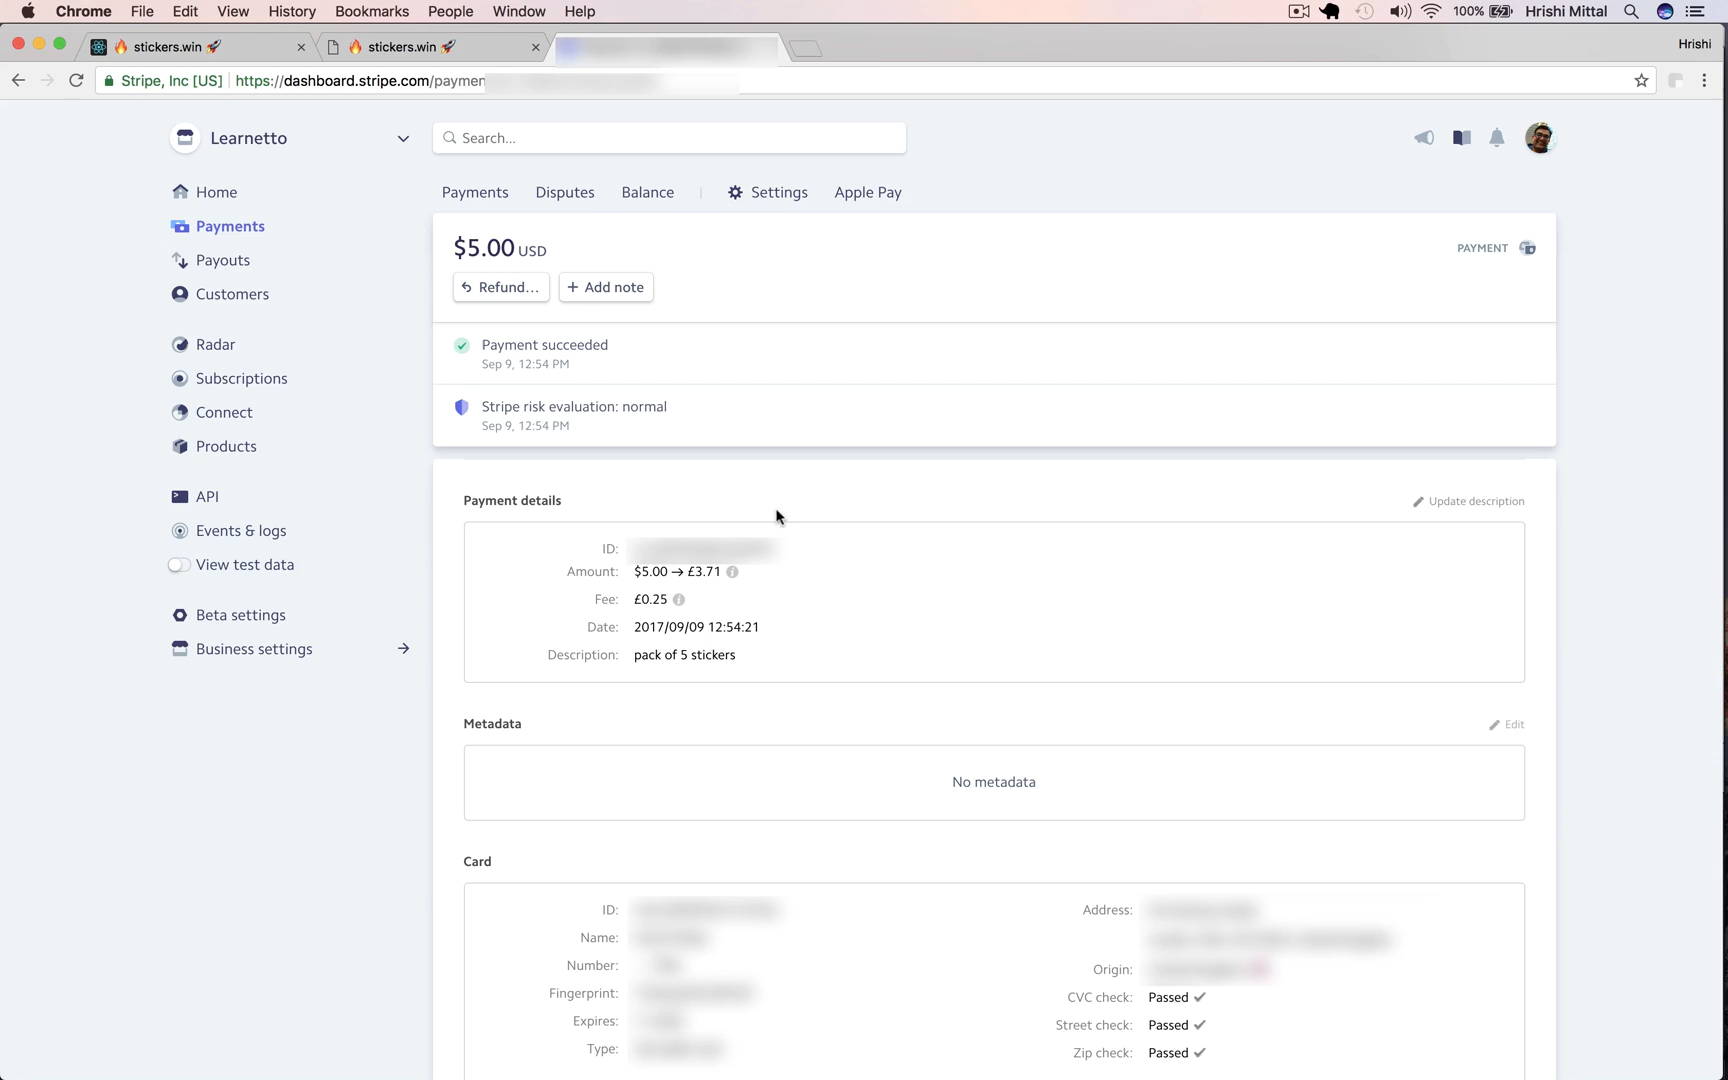 Chrome File Edit View History Bookmarks People Window Help 100% Hrishi Mittal
🔥 stickers.win 🚀 🔥 stickers.win 🚀 Hrishi
Stripe, Inc [US] https://dashboard.stripe.com/paymen
Learnetto
Search...
Home
Payments
Payouts
Customers
Radar
Subscriptions
Connect
Products
API
Events & logs
View test data
Beta settings
Business settings →
Payments Disputes Balance | Settings Apple Pay
$5.00 USD
PAYMENT
Refund...
+ Add note
Payment succeeded
Sep 9, 12:54 PM
Stripe risk evaluation: normal
Sep 9, 12:54 PM
Payment details
Update description
ID:
Amount: $5.00 → £3.71
Fee: £0.25
Date: 2017/09/09 12:54:21
Description: pack of 5 stickers
Metadata
Edit
No metadata
Card
ID:
Name:
Number:
Fingerprint:
Expires:
Type:
Address:
Origin:
CVC check: Passed ✓
Street check: Passed ✓
Zip check: Passed ✓